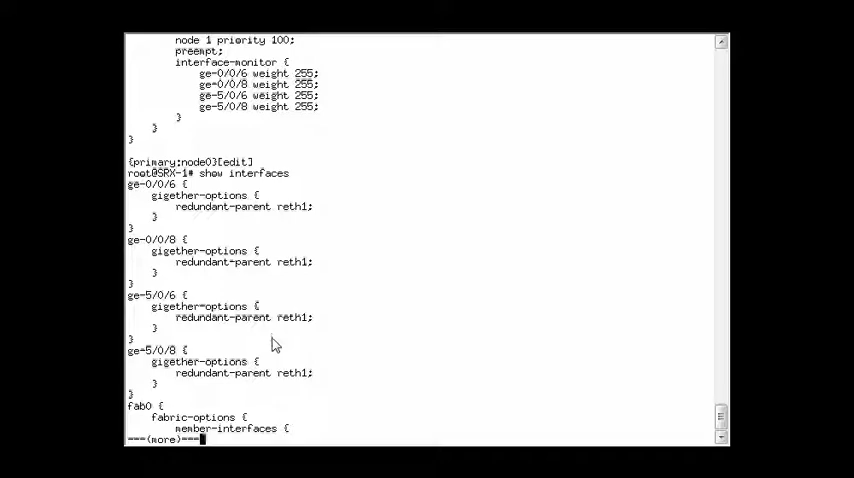 node 1 priority 100;
preempt;
interface-monitor {
ge-0/0/6 weight 255;
ge-0/0/8 weight 255;
ge-5/0/6 weight 255;
ge-5/0/8 weight 255;
}
}
}
{primary:node0}[edit]
root@SRX-1# show interfaces
ge-0/0/6 {
gigether-options {
redundant-parent reth1;
}
}
ge-0/0/8 {
gigether-options {
redundant-parent reth1;
}
}
ge-5/0/6 {
gigether-options {
redundant-parent reth1;
}
}
ge-5/0/8 {
gigether-options {
redundant-parent reth1;
}
}
fab0 {
fabric-options {
member-interfaces {
---(more)---